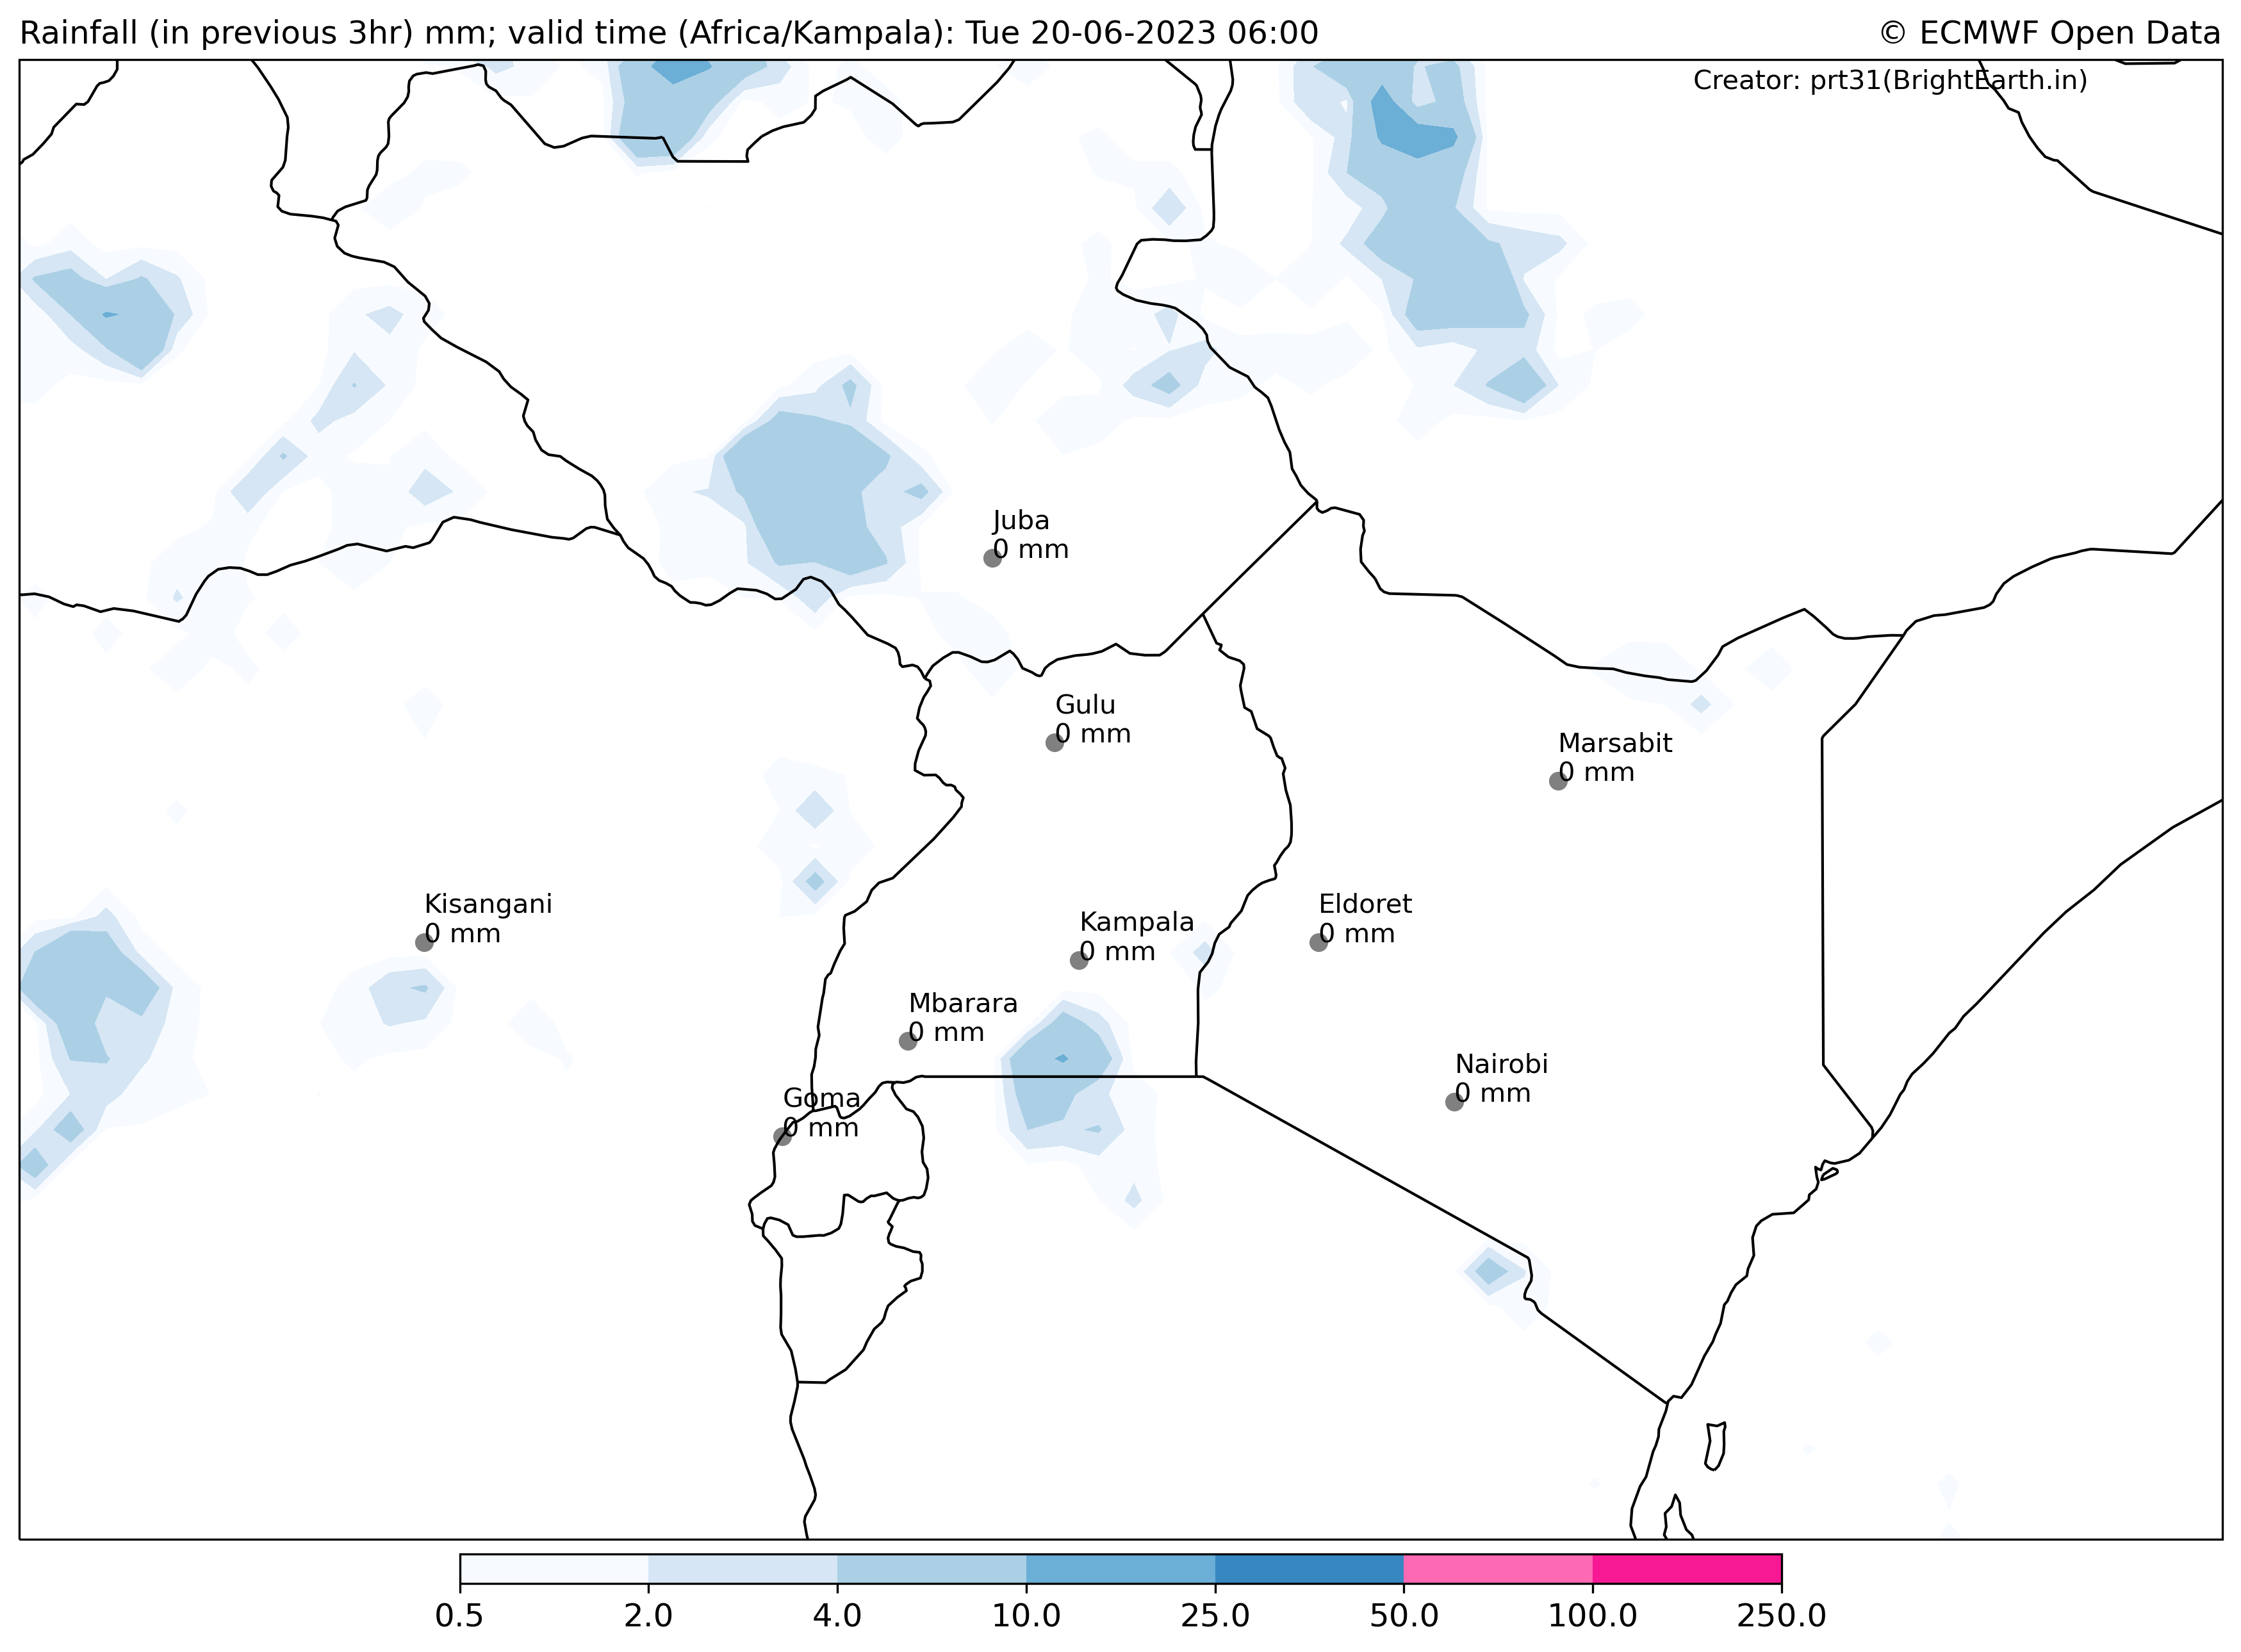 Rainfall (in previous 3hr) mm; valid time (Africa/Kampala): Tue 20-06-2023 06:00
© ECMWF Open Data
Creator: prt31(BrightEarth.in)
Juba
0 mm
Gulu
0 mm
Marsabit
0 mm
Kisangani
0 mm
Kampala
0 mm
Eldoret
0 mm
Mbarara
0 mm
Nairobi
0 mm
Goma
0 mm
0.5 2.0 4.0 10.0 25.0 50.0 100.0 250.0